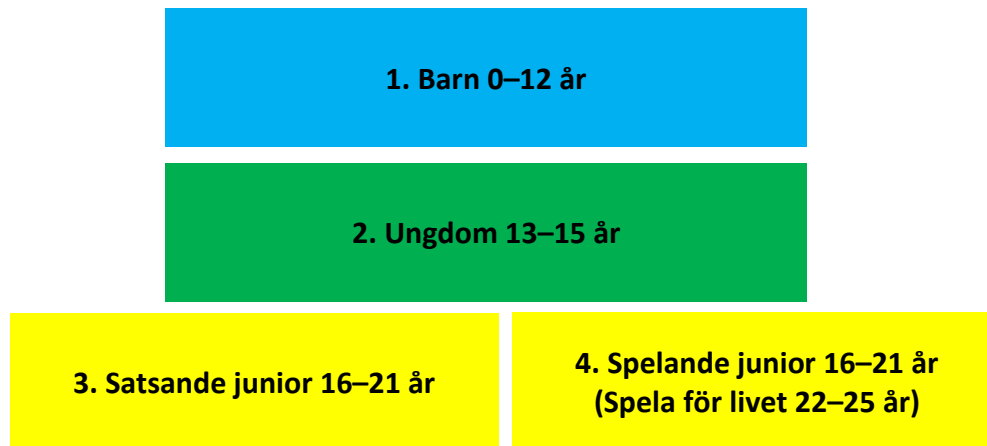 1. Barn 0–12 år
2. Ungdom 13–15 år
3. Satsande junior 16–21 år
4. Spelande junior 16–21 år
(Spela för livet 22–25 år)